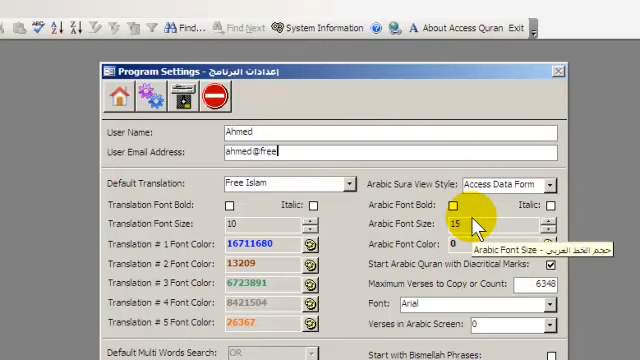 Find... Find Next System Information About Access Quran Exit
Program Settings - إعدادات البرنامج
User Name: Ahmed
User Email Address: ahmed@free
Default Translation: Free Islam Arabic Sura View Style: Access Data Form
Translation Font Bold: Italic: Arabic Font Bold: Italic:
Translation Font Size: 10 Arabic Font Size: 15
Translation # 1 Font Color: 16711680 Arabic Font Color: 0
Arabic Font Size - حجم الخط العربي
Translation # 2 Font Color: 13209 Start Arabic Quran with Diacritical Marks:
Translation # 3 Font Color: 6723891 Maximum Verses to Copy or Count: 6348
Translation # 4 Font Color: 8421504 Font: Arial
Translation # 5 Font Color: 26367 Verses in Arabic Screen: 0
Default Multi Words Search: OR Start with Bismellah Phrases: